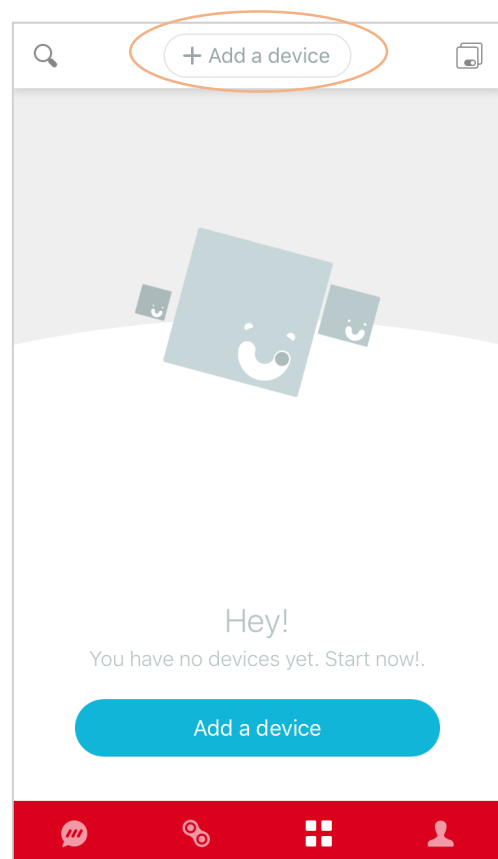 + Add a device
Hey!
You have no devices yet. Start now!.
Add a device